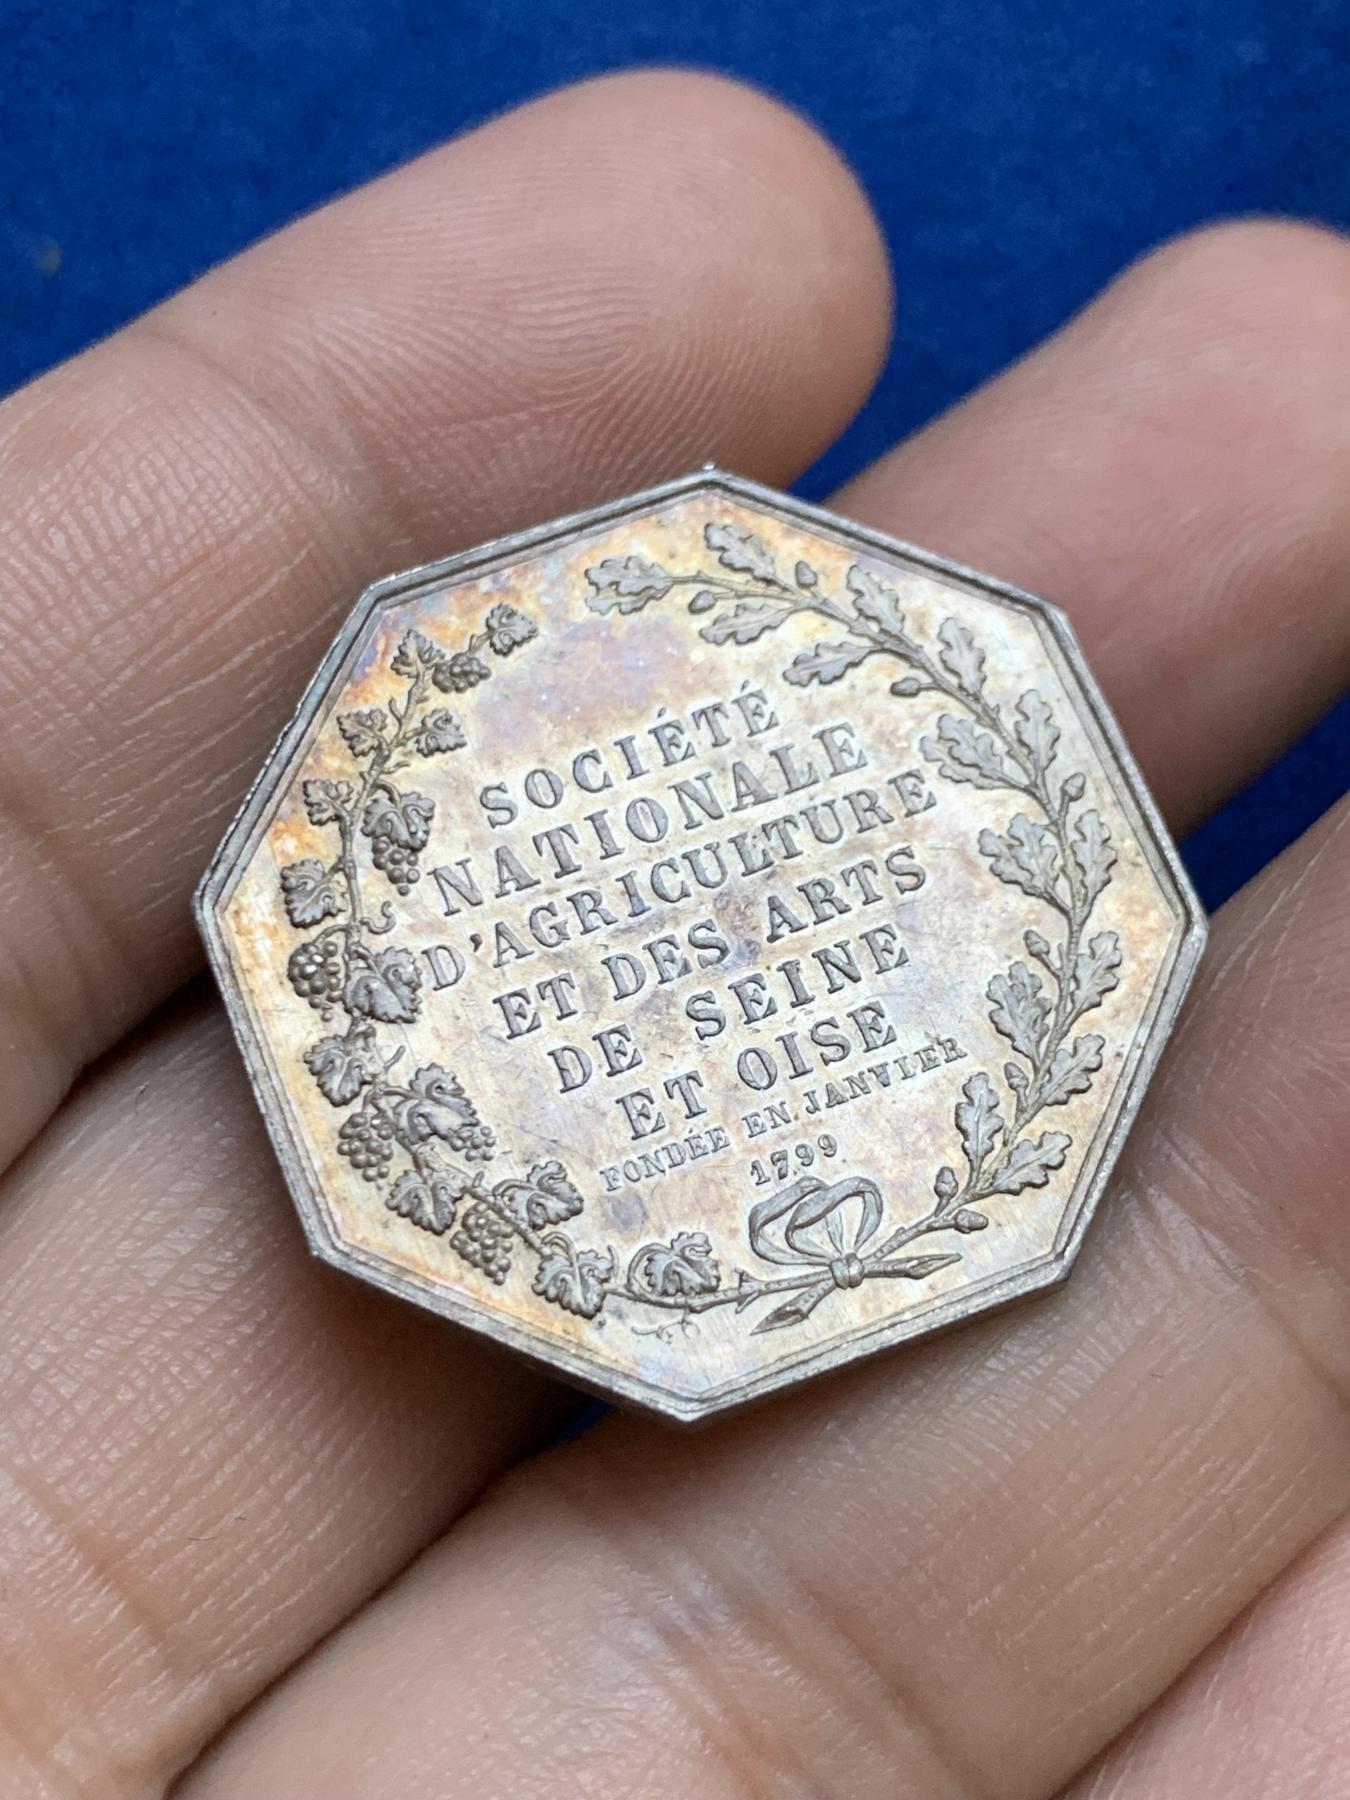 SOCIÉTÉ
NATIONALE
D'AGRICULTURE
ET DES ARTS
DE SEINE
ET OISE
FONDÉE EN JANVIER
1799